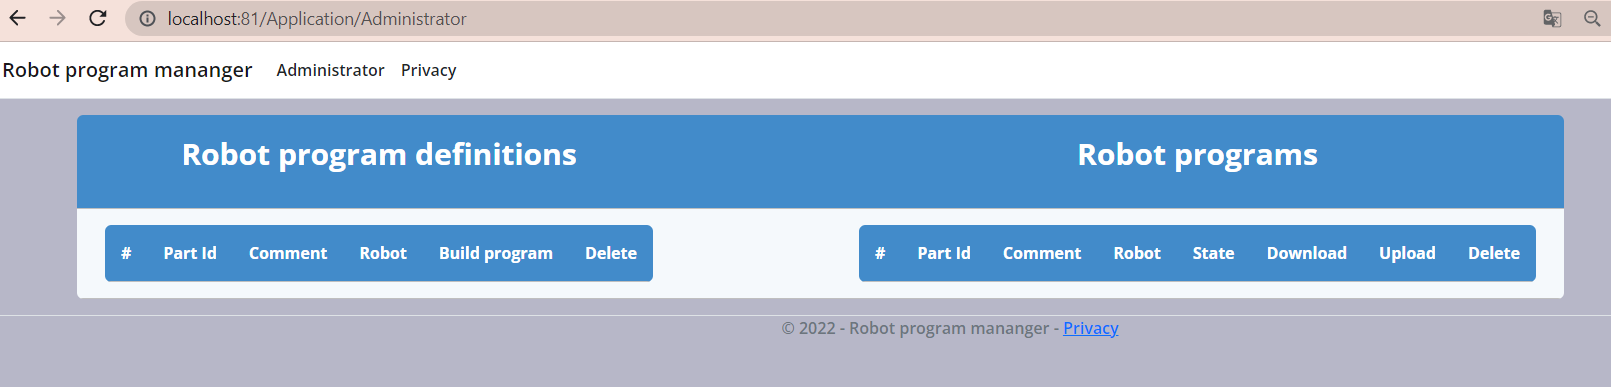 localhost:81/Application/Administrator
Robot program mananger Administrator Privacy
Robot program definitions Robot programs
# Part Id Comment Robot Build program Delete # Part Id Comment Robot State Download Upload Delete
© 2022 - Robot program mananger - Privacy